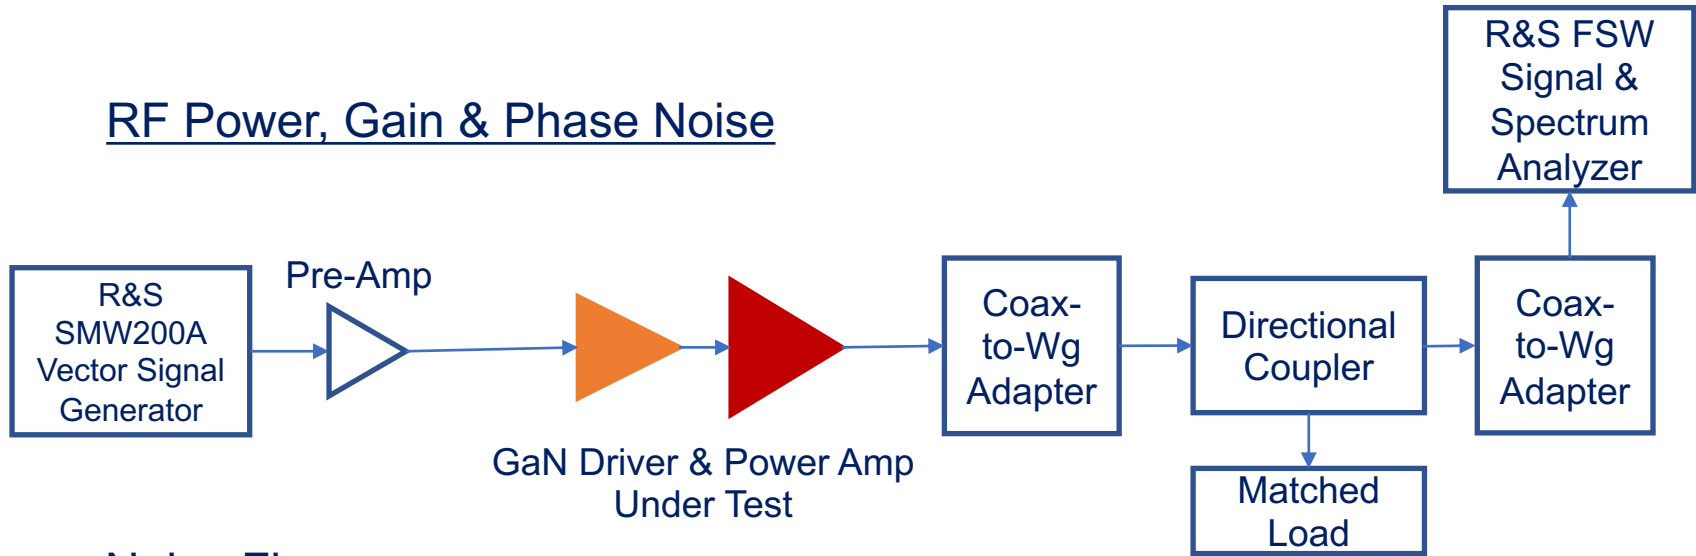 RF Power, Gain & Phase Noise
R&S FSW
Signal &
Spectrum
Analyzer
R&S
SMW200A
Vector Signal
Generator
Pre-Amp
GaN Driver & Power Amp
Under Test
Coax-
to-Wg
Adapter
Directional
Coupler
Matched
Load
Coax-
to-Wg
Adapter